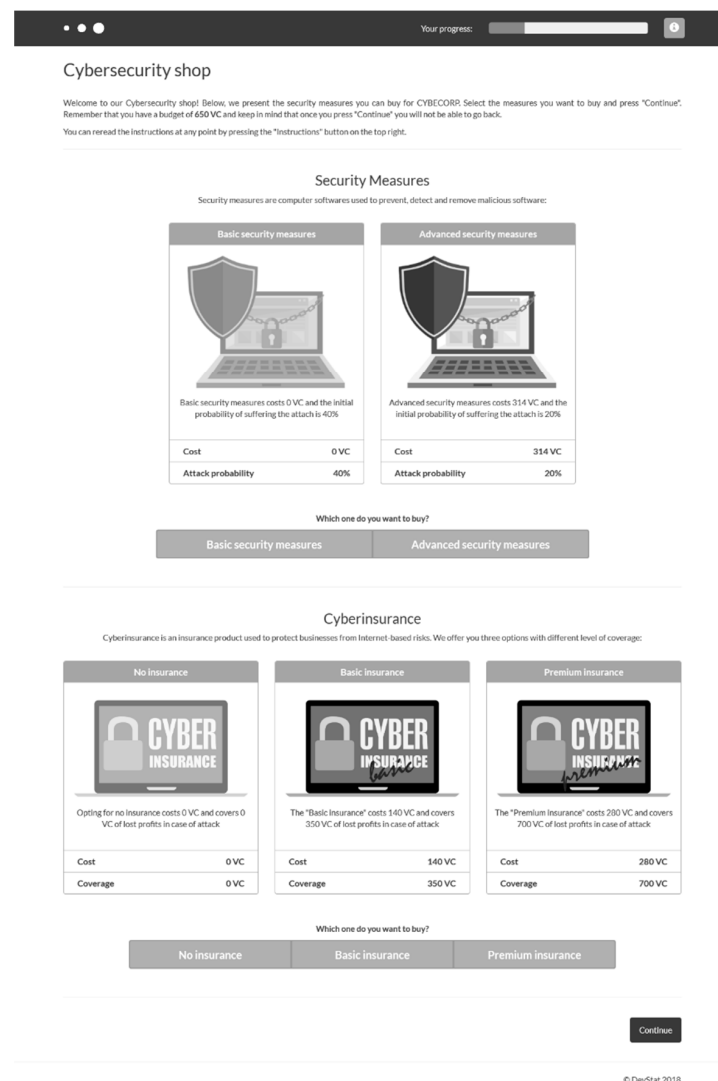 Your progress:
Cybersecurity shop
Welcome to our Cybersecurity shop! Below, we present the security measures you can buy for CYBECORP. Select the measures you want to buy and press "Continue".
Remember that you have a budget of 650 VC and keep in mind that once you press "Continue" you will not be able to go back.
You can reread the instructions at any point by pressing the "Instructions" button on the top right.
Security Measures
Security measures are computer softwares used to prevent, detect and remove malicious software:
Basic security measures
Advanced security measures
Basic security measures costs 0 VC and the initial
probability of suffering the attach is 40%
Advanced security measures costs 314 VC and the
initial probability of suffering the attach is 20%
Cost 0 VC
Attack probability 40%
Cost 314 VC
Attack probability 20%
Which one do you want to buy?
Basic security measures
Advanced security measures
Cyberinsurance
Cyberinsurance is an insurance product used to protect businesses from Internet-based risks. We offer you three options with different level of coverage:
No insurance
Basic insurance
Premium insurance
CYBER
INSURANCE
CYBER
INSURANCE
basic
CYBER
INSURANCE
premium
Opting for no insurance costs 0 VC and covers 0
VC of lost profits in case of attack
The "Basic insurance" costs 140 VC and covers
350 VC of lost profits in case of attack
The "Premium insurance" costs 280 VC and covers
700 VC of lost profits in case of attack
Cost 0 VC
Coverage 0 VC
Cost 140 VC
Coverage 350 VC
Cost 280 VC
Coverage 700 VC
Which one do you want to buy?
No insurance
Basic insurance
Premium insurance
Continue
© DevStat 2018